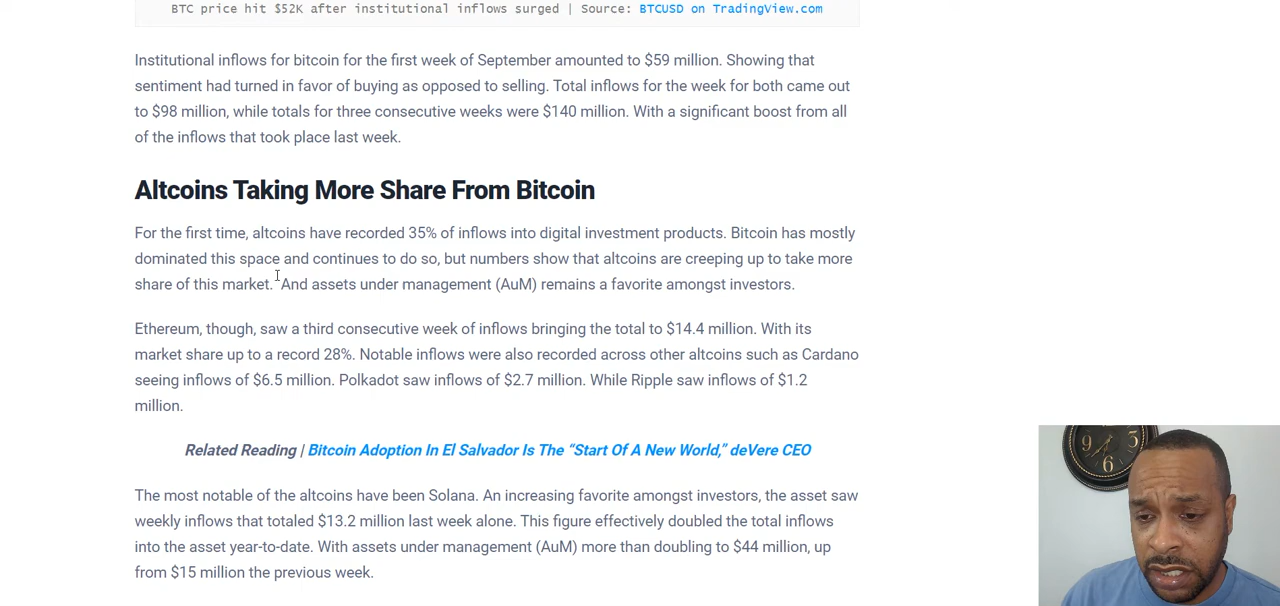 BTC price hit $52K after institutional inflows surged | Source: BTCUSD on TradingView.com
Institutional inflows for bitcoin for the first week of September amounted to $59 million. Showing that
sentiment had turned in favor of buying as opposed to selling. Total inflows for the week for both came out
to $98 million, while totals for three consecutive weeks were $140 million. With a significant boost from all
of the inflows that took place last week.
Altcoins Taking More Share From Bitcoin
For the first time, altcoins have recorded 35% of inflows into digital investment products. Bitcoin has mostly
dominated this space and continues to do so, but numbers show that altcoins are creeping up to take more
share of this market. And assets under management (AuM) remains a favorite amongst investors.
Ethereum, though, saw a third consecutive week of inflows bringing the total to $14.4 million. With its
market share up to a record 28%. Notable inflows were also recorded across other altcoins such as Cardano
seeing inflows of $6.5 million. Polkadot saw inflows of $2.7 million. While Ripple saw inflows of $1.2
million.
Related Reading | Bitcoin Adoption In El Salvador Is The “Start Of A New World,” deVere CEO
The most notable of the altcoins have been Solana. An increasing favorite amongst investors, the asset saw
weekly inflows that totaled $13.2 million last week alone. This figure effectively doubled the total inflows
into the asset year-to-date. With assets under management (AuM) more than doubling to $44 million, up
from $15 million the previous week.
9 3
6